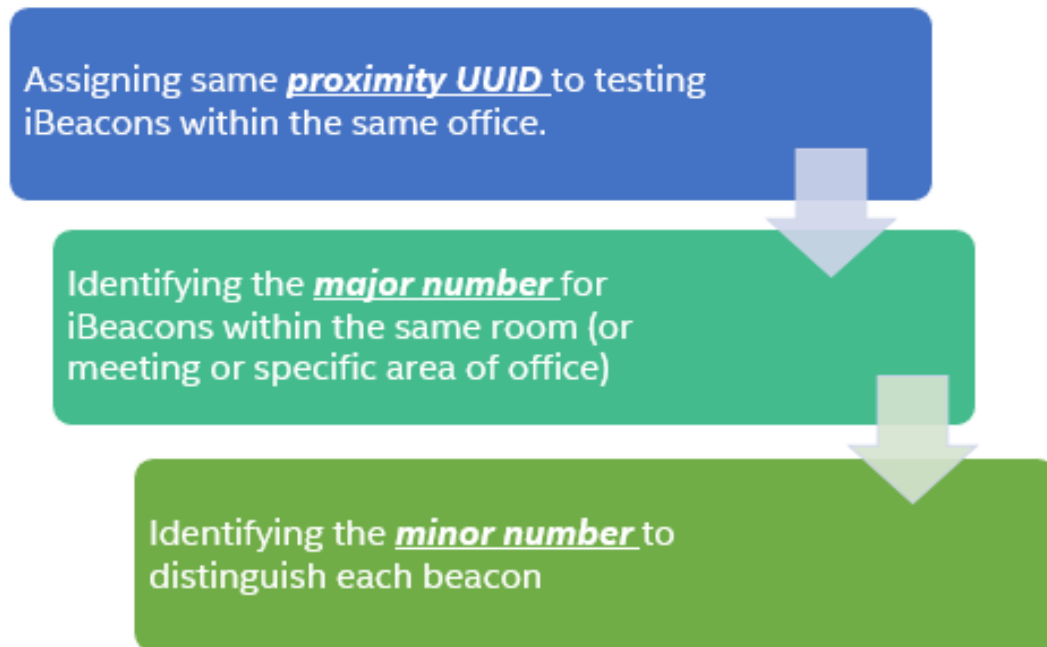 Assigning same proximity UUID to testing
iBeacons within the same office.
Identifying the major number for
iBeacons within the same room (or
meeting or specific area of office)
Identifying the minor number to
distinguish each beacon